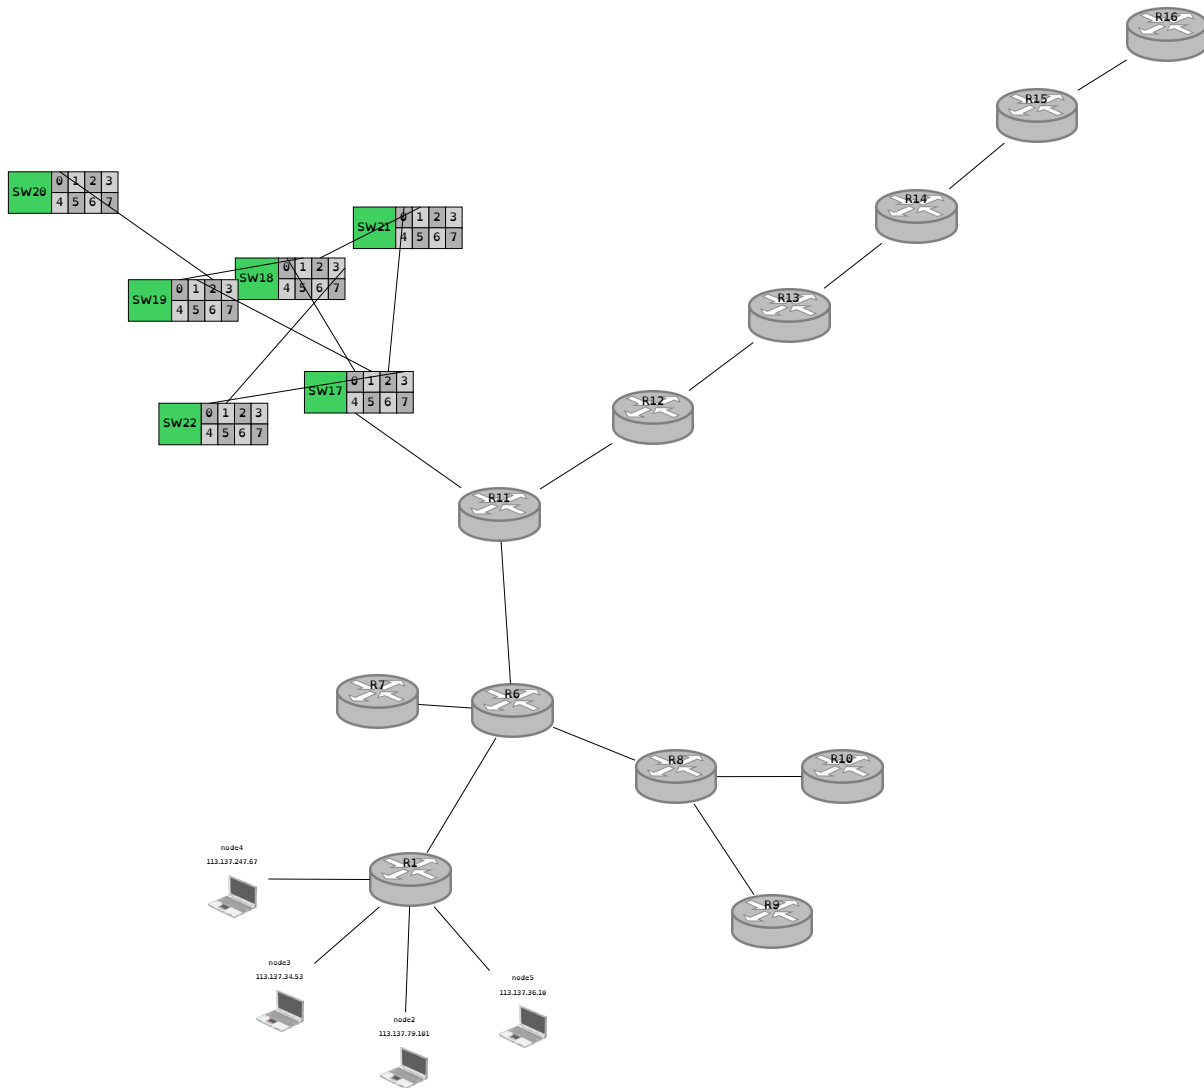 R16
R15
SW20 0 1 2 3
4 5 6 7
R14
SW21 0 1 2 3
4 5 6 7
SW18 0 1 2 3
4 5 6 7
SW19 0 1 2 3
4 5 6 7
R13
SW17 0 1 2 3
4 5 6 7
R12
SW22 0 1 2 3
4 5 6 7
R11
R7
R6
R8
R10
node4
113.137.247.67
R1
R9
node3
113.137.34.53
node5
113.137.36.10
node2
113.137.79.101